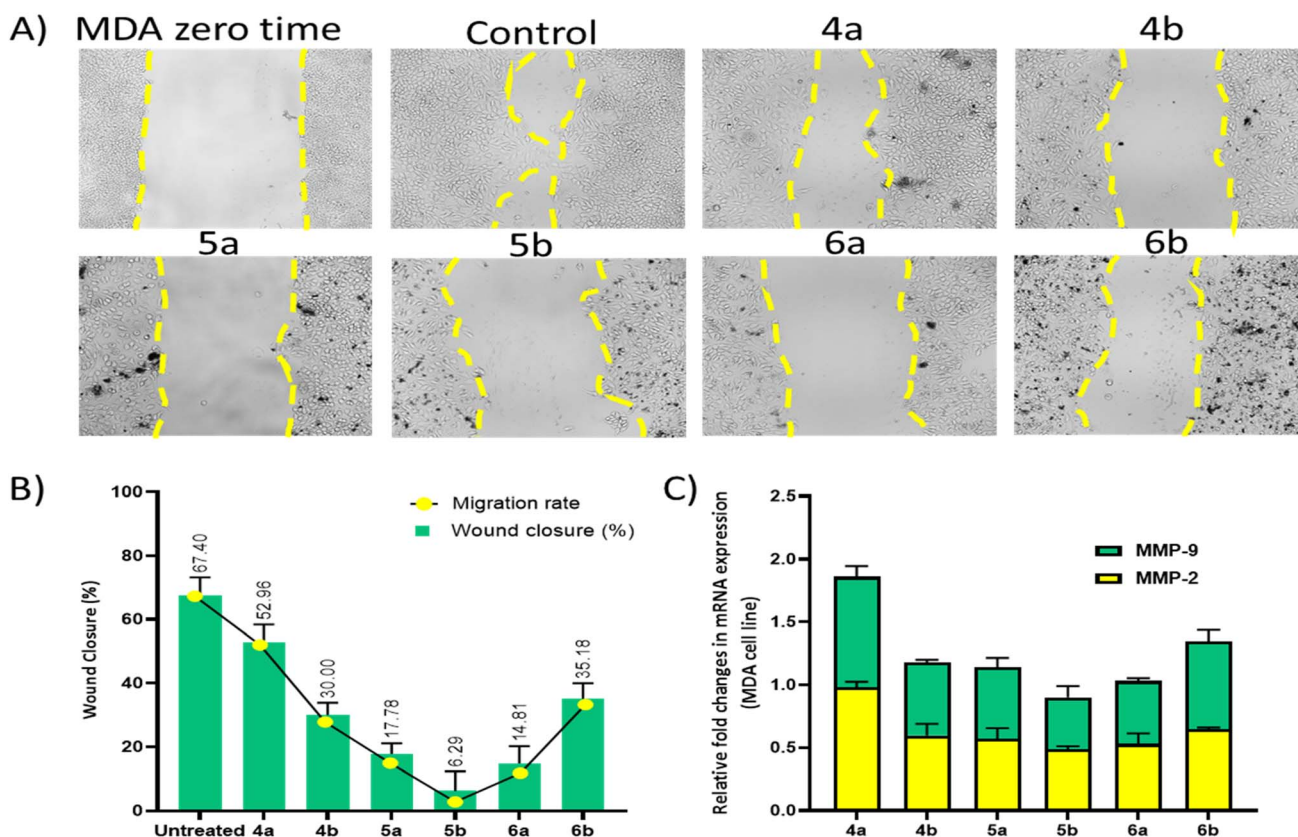 A)
MDA zero time
Control
4a
4b
5a
5b
6a
6b
B)
Wound Closure (%)
100
80
60
40
20
0
Migration rate
Wound closure (%)
67.40
52.96
30.00
17.78
6.29
14.81
35.18
Untreated 4a 4b 5a 5b 6a 6b
C)
Relative fold changes in mRNA expression
(MDA cell line)
2.5
2.0
1.5
1.0
0.5
0.0
MMP-9
MMP-2
4a 4b 5a 5b 6a 6b